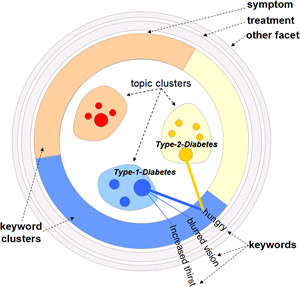 symptom
treatment
other facet
topic clusters
Type-2-Diabetes
Type-1-Diabetes
keyword
clusters
hungry
blurred vision
Increased thirst
keywords